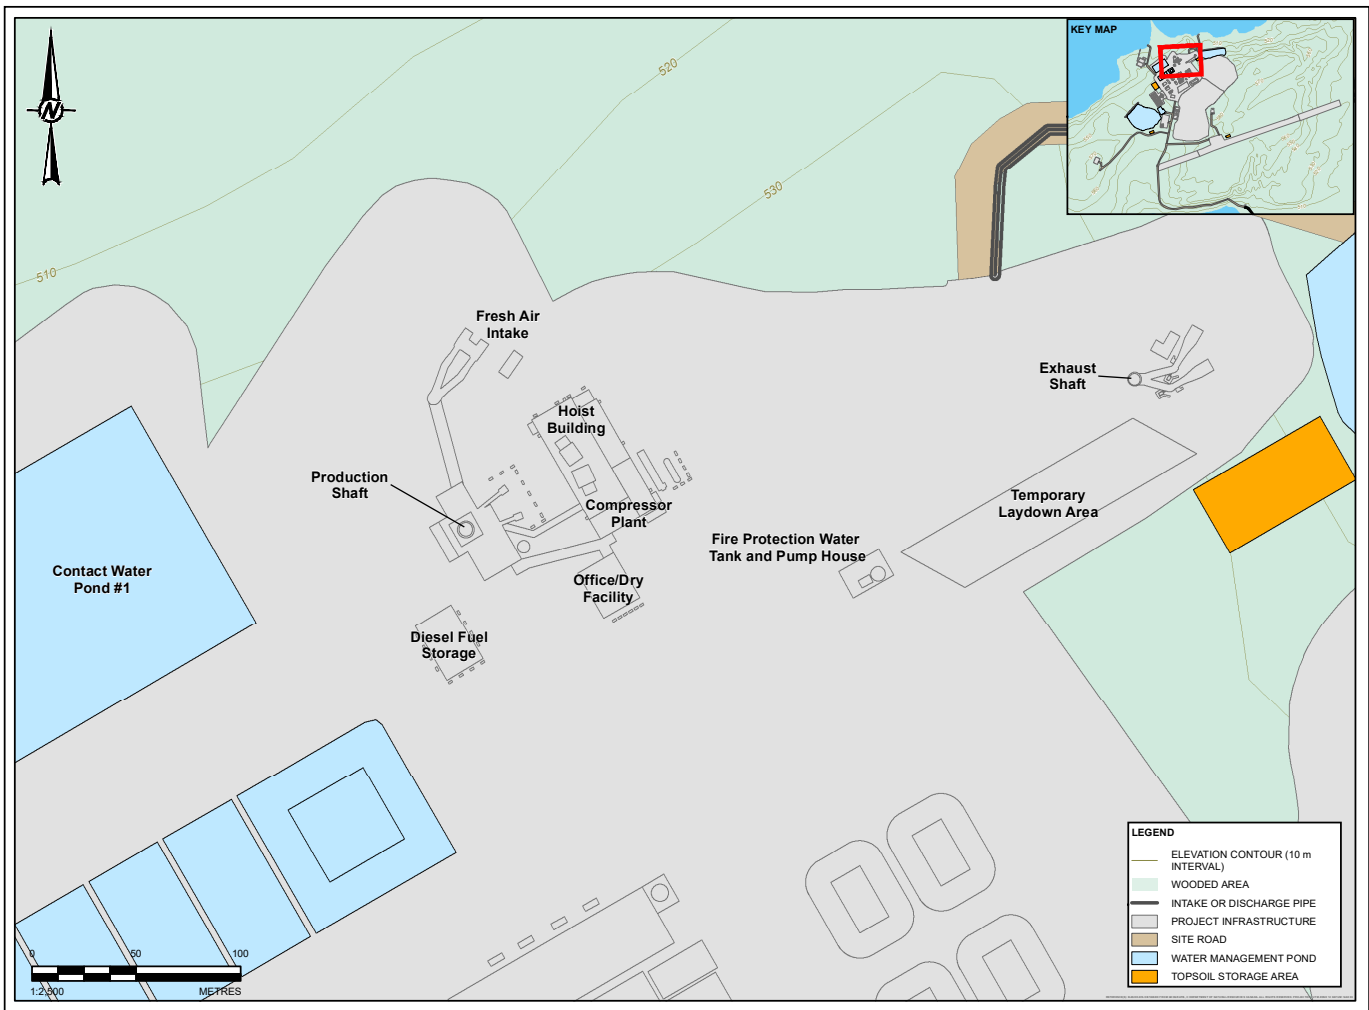 KEY MAP
N
520
530
510
Fresh Air
Intake
Exhaust
Shaft
Hoist
Building
Production
Shaft
Compressor
Plant
Temporary
Laydown Area
Fire Protection Water
Tank and Pump House
Contact Water
Pond #1
Office/Dry
Facility
Diesel Fuel
Storage
0 50 100
1:2,500 METRES
LEGEND
ELEVATION CONTOUR (10 m
INTERVAL)
WOODED AREA
INTAKE OR DISCHARGE PIPE
PROJECT INFRASTRUCTURE
SITE ROAD
WATER MANAGEMENT POND
TOPSOIL STORAGE AREA